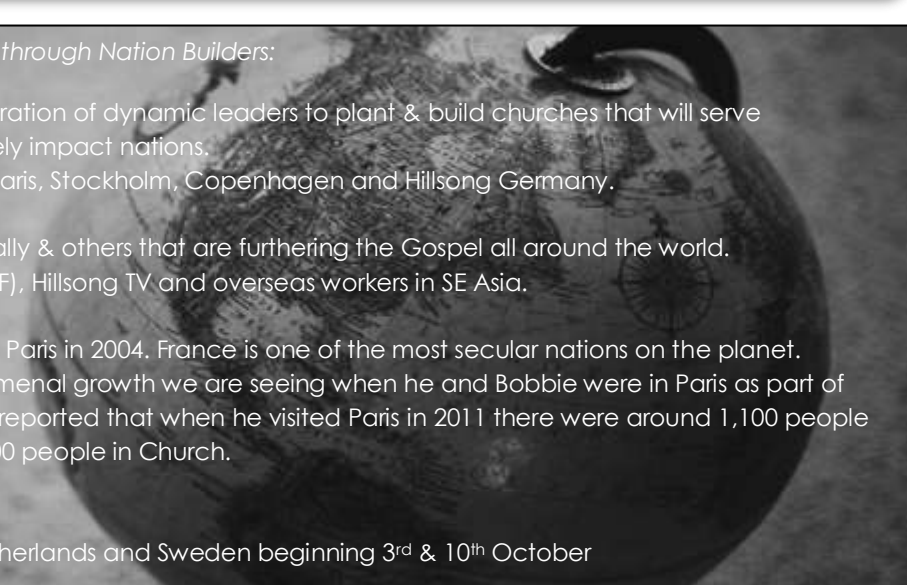 through Nation Builders:
ration of dynamic leaders to plant & build churches that will serve
ely impact nations.
aris, Stockholm, Copenhagen and Hillsong Germany.
ally & others that are furthering the Gospel all around the world.
F), Hillsong TV and overseas workers in SE Asia.
Paris in 2004. France is one of the most secular nations on the planet.
menal growth we are seeing when he and Bobbie were in Paris as part of
reported that when he visited Paris in 2011 there were around 1,100 people
00 people in Church.
herlands and Sweden beginning 3rd & 10th October